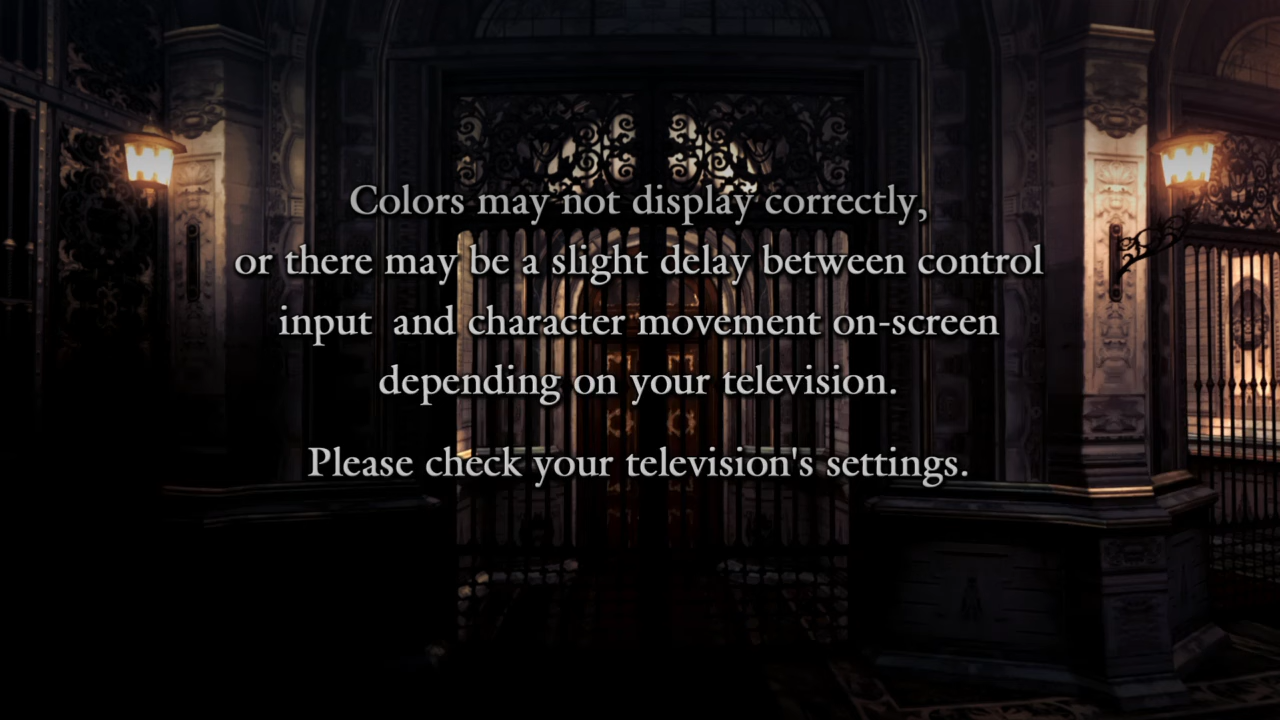 Colors may not display correctly,
or there may be a slight delay between control
input  and character movement on-screen
depending on your television.
Please check your television's settings.